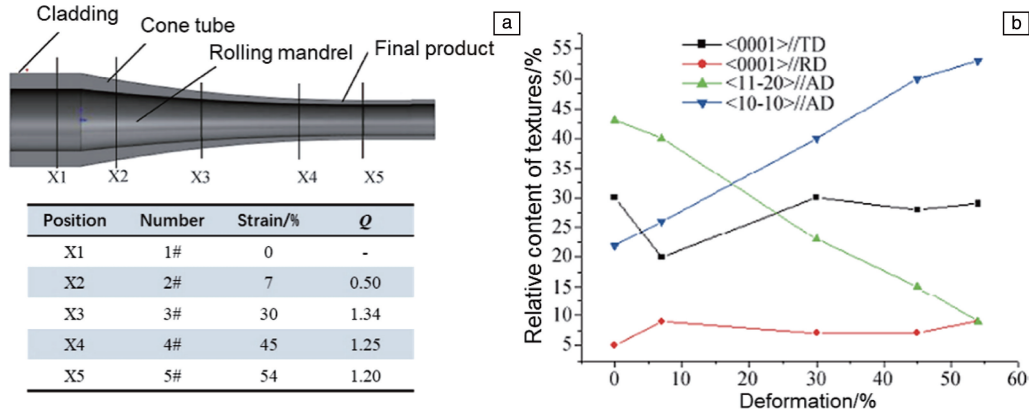 a
Cladding
Cone tube
Rolling mandrel
Final product
X1 X2 X3 X4 X5
Position Number Strain/% Q
X1 1# 0 -
X2 2# 7 0.50
X3 3# 30 1.34
X4 4# 45 1.25
X5 5# 54 1.20
b
<0001>//TD
<0001>//RD
<11-20>//AD
<10-10>//AD
Relative content of textures/%
55
50
45
40
35
30
25
20
15
10
5
0 10 20 30 40 50 60
Deformation/%